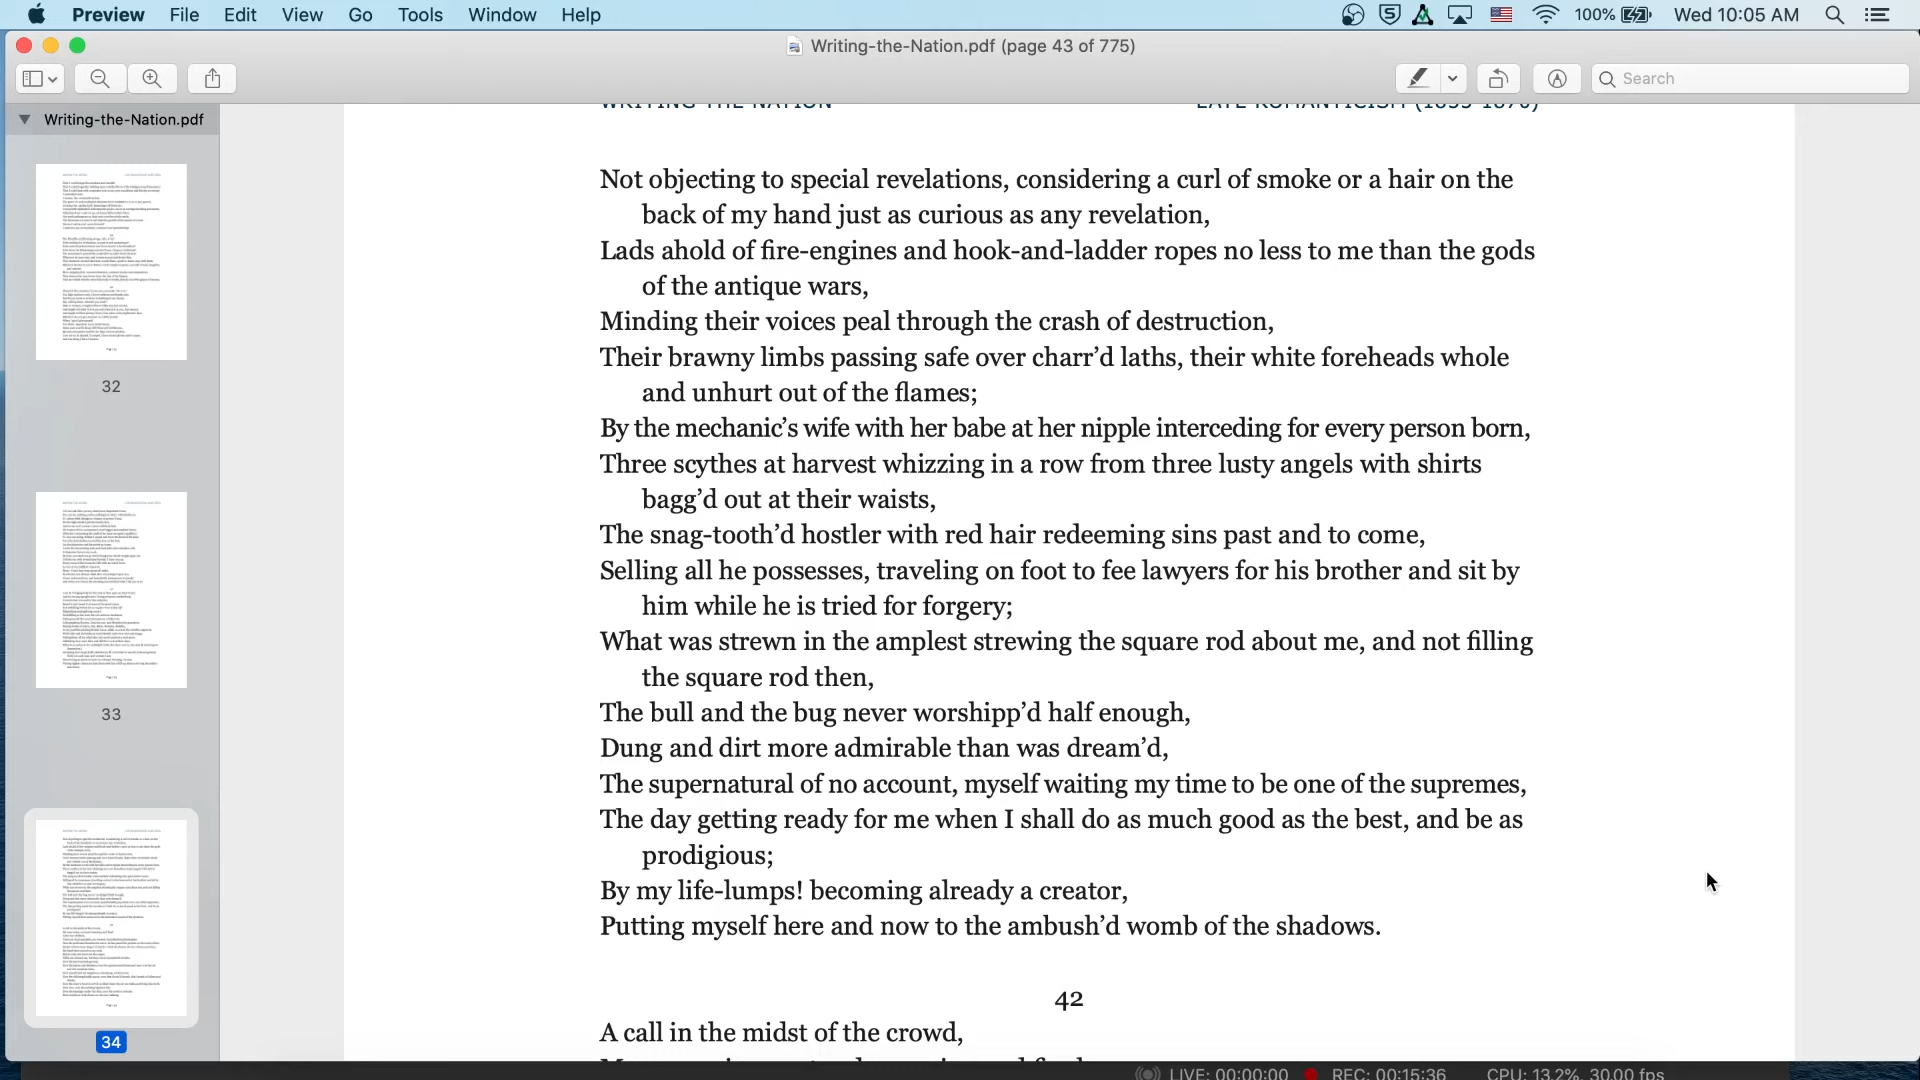 Preview File Edit View Go Tools Window Help 100% Wed 10:05 AM
Writing-the-Nation.pdf (page 43 of 775)
Search
Writing-the-Nation.pdf
WRITING THE NATION LATE ROMANTICISM (1855-1870)
Not objecting to special revelations, considering a curl of smoke or a hair on the
back of my hand just as curious as any revelation,
Lads ahold of fire-engines and hook-and-ladder ropes no less to me than the gods
of the antique wars,
Minding their voices peal through the crash of destruction,
Their brawny limbs passing safe over charr’d laths, their white foreheads whole
and unhurt out of the flames;
By the mechanic’s wife with her babe at her nipple interceding for every person born,
Three scythes at harvest whizzing in a row from three lusty angels with shirts
bagg’d out at their waists,
The snag-tooth’d hostler with red hair redeeming sins past and to come,
Selling all he possesses, traveling on foot to fee lawyers for his brother and sit by
him while he is tried for forgery;
What was strewn in the amplest strewing the square rod about me, and not filling
the square rod then,
The bull and the bug never worshipp’d half enough,
Dung and dirt more admirable than was dream’d,
The supernatural of no account, myself waiting my time to be one of the supremes,
The day getting ready for me when I shall do as much good as the best, and be as
prodigious;
By my life-lumps! becoming already a creator,
Putting myself here and now to the ambush’d womb of the shadows.
42
A call in the midst of the crowd,
32
33
34
LIVE: 00:00:00 REC: 00:15:36 CPU: 13.2%, 30.00 fps